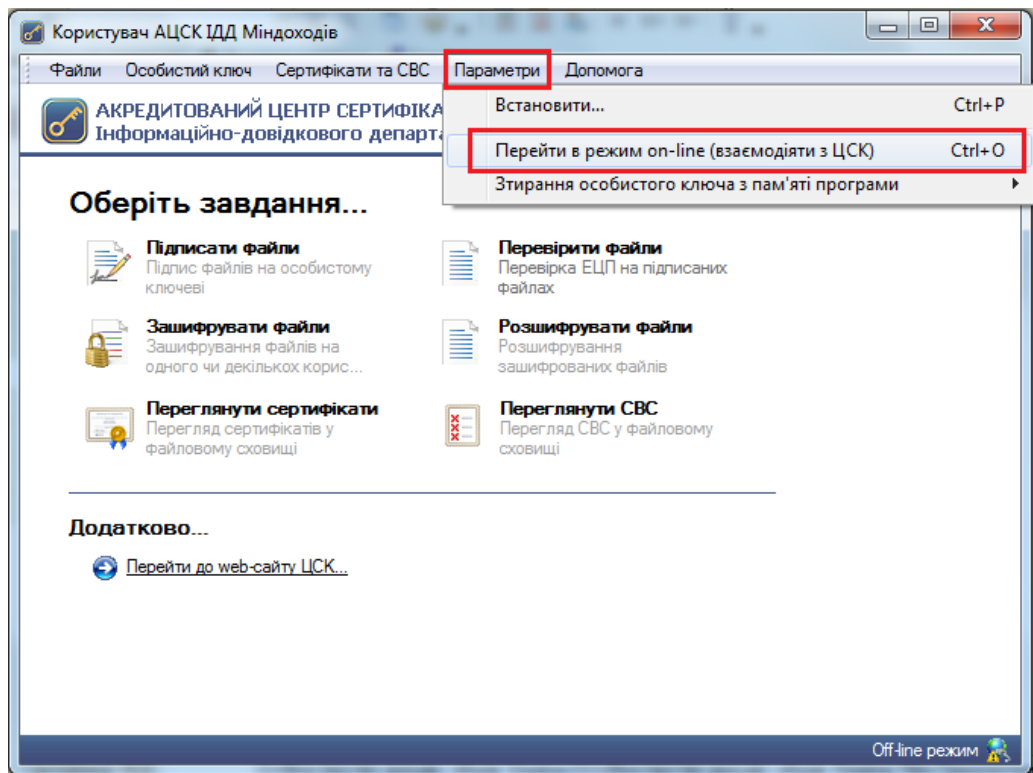 Користувач АЦСК ІДД Міндоходів
Файли Особистий ключ Сертифікати та СВС Параметри Допомога
АКРЕДИТОВАНИЙ ЦЕНТР СЕРТИФІКА
Інформаційно-довідкового департа
Встановити... Ctrl+P
Перейти в режим on-line (взаємодіяти з ЦСК) Ctrl+O
Зтирання особистого ключа з пам'яті програми
Оберіть завдання...
Підписати файли
Підпис файлів на особистому
ключеві
Перевірити файли
Перевірка ЕЦП на підписаних
файлах
Зашифрувати файли
Зашифрування файлів на
одного чи декількох корис...
Розшифрувати файли
Розшифрування
зашифрованих файлів
Переглянути сертифікати
Перегляд сертифікатів у
файловому сховищі
Переглянути СВС
Перегляд СВС у файловому
сховищі
Додатково...
Перейти до web-сайту ЦСК...
Off-line режим